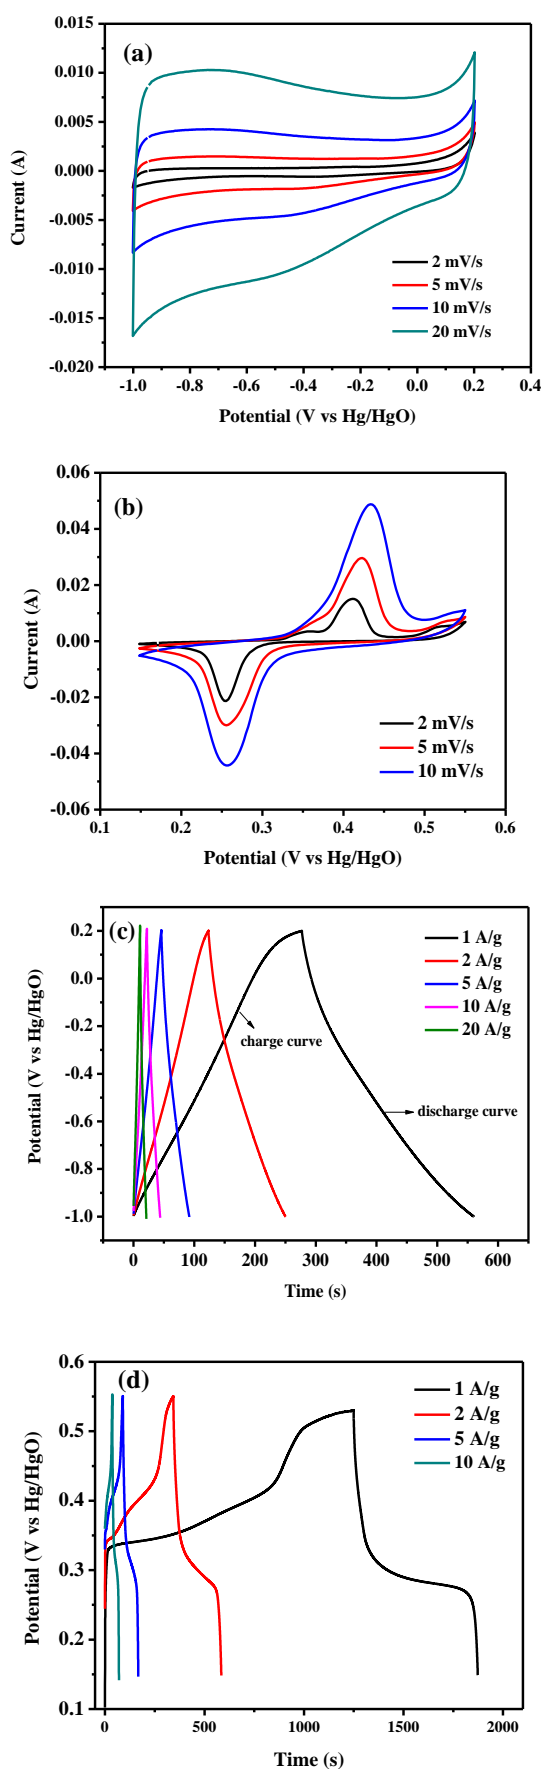 (a)
0.015
0.010
0.005
0.000
-0.005
-0.010
-0.015
-0.020
Current (A)
2 mV/s
5 mV/s
10 mV/s
20 mV/s
-1.0 -0.8 -0.6 -0.4 -0.2 0.0 0.2 0.4
Potential (V vs Hg/HgO)
(b)
0.06
0.04
0.02
0.00
-0.02
-0.04
-0.06
Current (A)
2 mV/s
5 mV/s
10 mV/s
0.1 0.2 0.3 0.4 0.5 0.6
Potential (V vs Hg/HgO)
(c)
0.2
0.0
-0.2
-0.4
-0.6
-0.8
-1.0
Potential (V vs Hg/HgO)
1 A/g
2 A/g
5 A/g
10 A/g
20 A/g
charge curve
discharge curve
0 100 200 300 400 500 600
Time (s)
(d)
0.6
0.5
0.4
0.3
0.2
0.1
Potential (V vs Hg/HgO)
1 A/g
2 A/g
5 A/g
10 A/g
0 500 1000 1500 2000
Time (s)